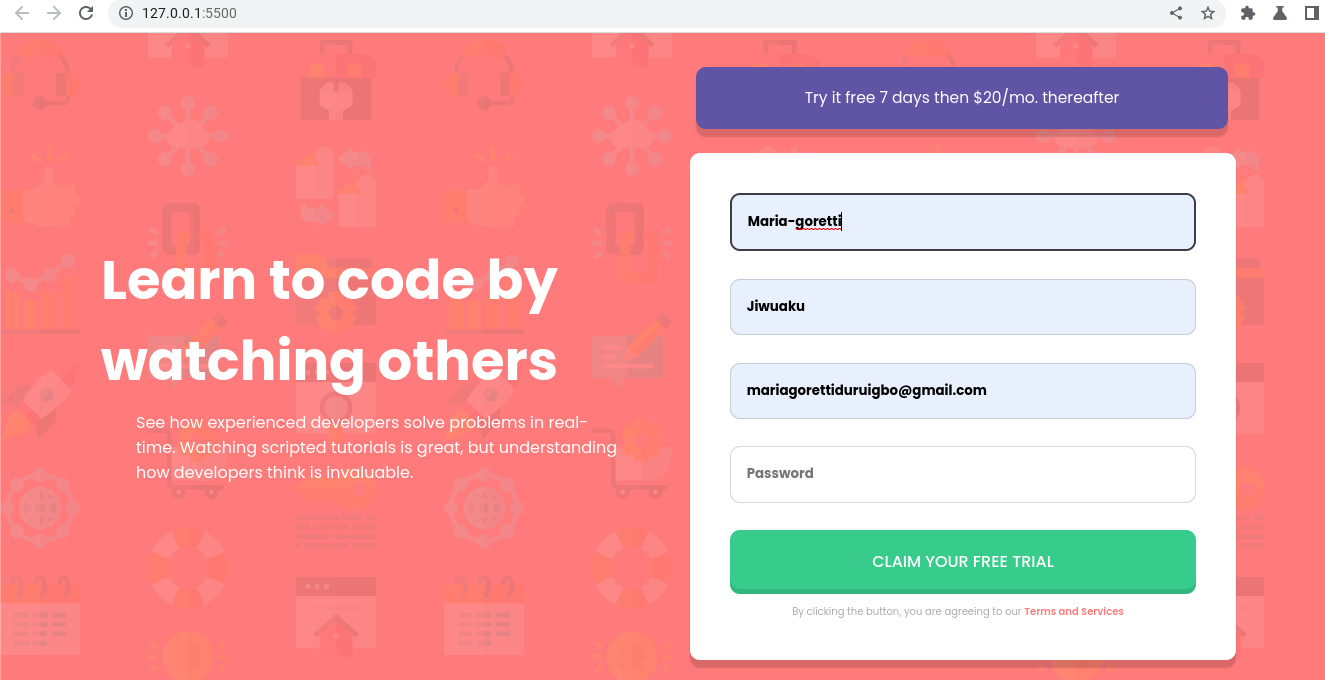 127.0.0.1:5500
Try it free 7 days then $20/mo. thereafter
Maria-goretti
Jiwuaku
mariagorettiduruigbo@gmail.com
Password
CLAIM YOUR FREE TRIAL
By clicking the button, you are agreeing to our Terms and Services
Learn to code by
watching others
See how experienced developers solve problems in real-
time. Watching scripted tutorials is great, but understanding
how developers think is invaluable.